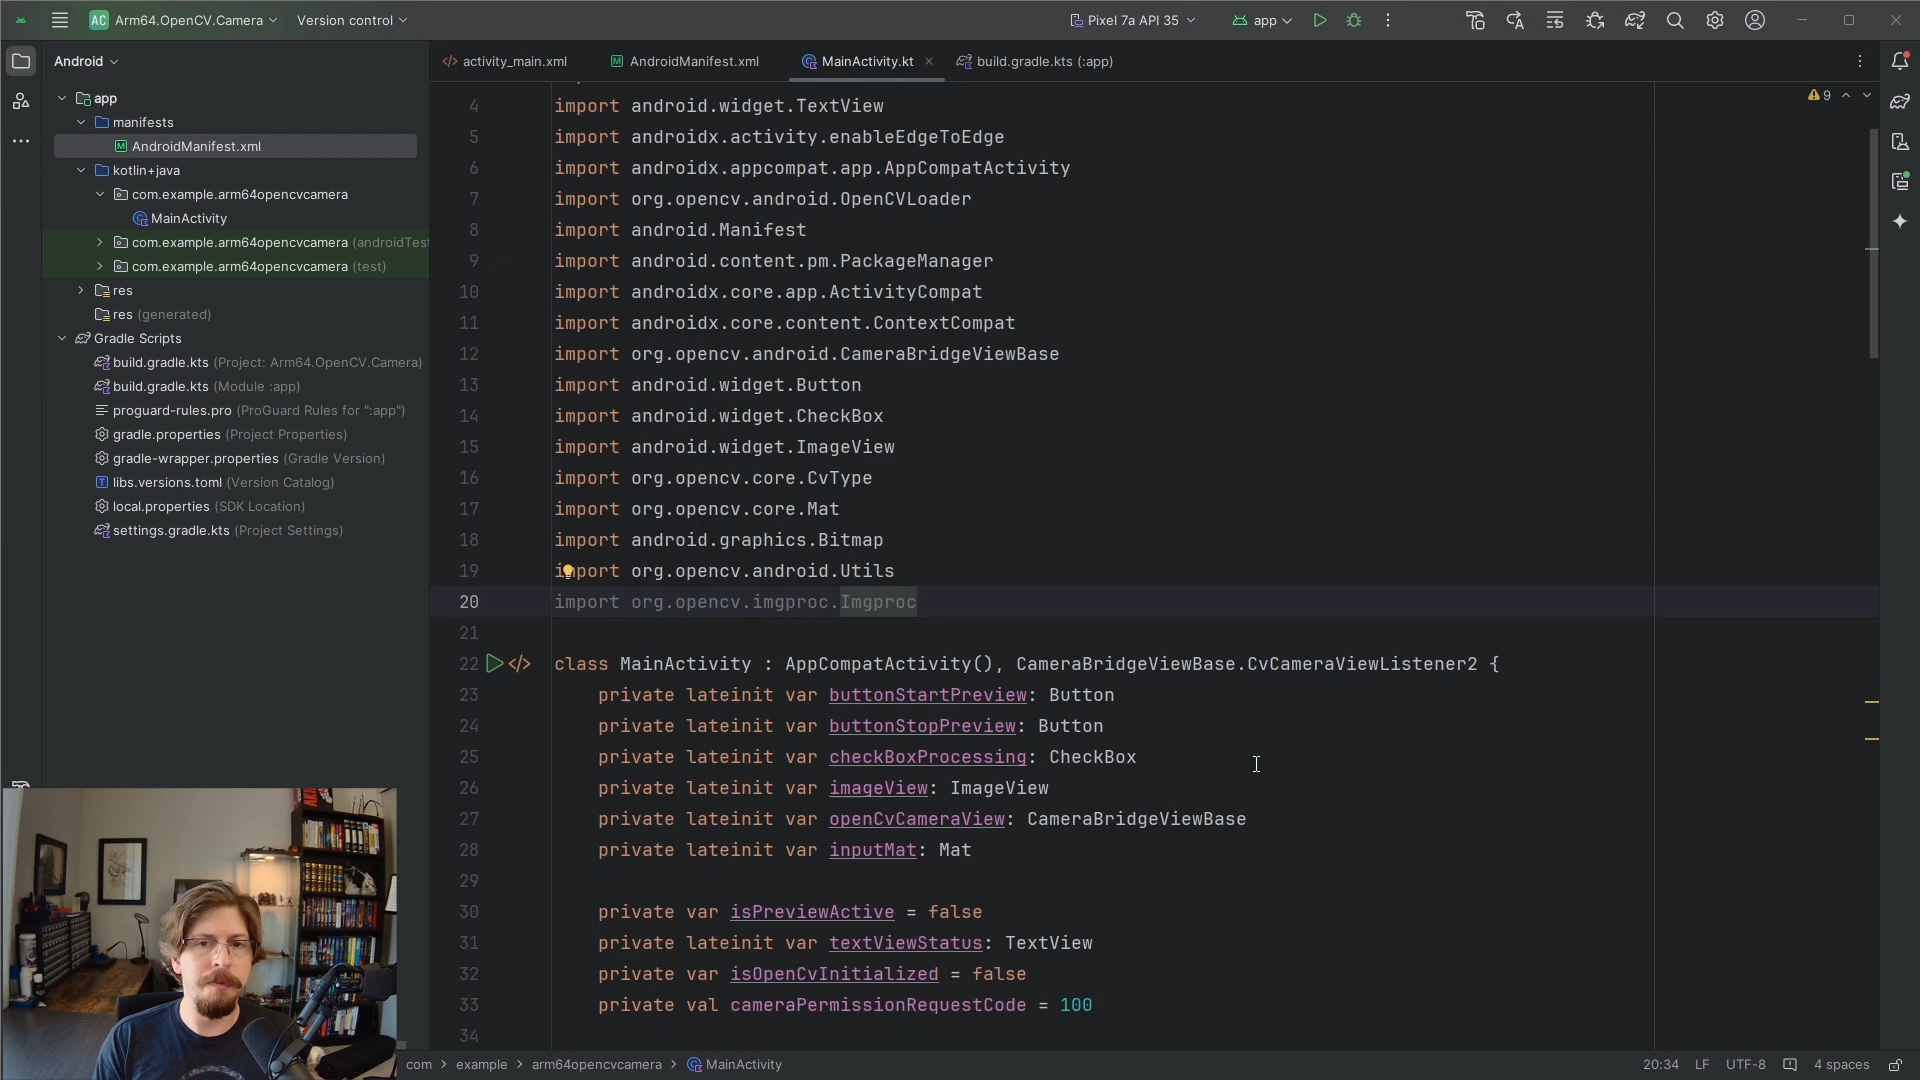 AC Arm64.OpenCV.Camera Version control Pixel 7a API 35 app
Android
app
manifests
AndroidManifest.xml
kotlin+java
com.example.arm64opencvcamera
MainActivity
com.example.arm64opencvcamera (androidTest
com.example.arm64opencvcamera (test)
res
res (generated)
Gradle Scripts
build.gradle.kts (Project: Arm64.OpenCV.Camera)
build.gradle.kts (Module :app)
proguard-rules.pro (ProGuard Rules for ":app")
gradle.properties (Project Properties)
gradle-wrapper.properties (Gradle Version)
libs.versions.toml (Version Catalog)
local.properties (SDK Location)
settings.gradle.kts (Project Settings)
activity_main.xml AndroidManifest.xml MainActivity.kt build.gradle.kts (:app)
9
4 import android.widget.TextView
5 import androidx.activity.enableEdgeToEdge
6 import androidx.appcompat.app.AppCompatActivity
7 import org.opencv.android.OpenCVLoader
8 import android.Manifest
9 import android.content.pm.PackageManager
10 import androidx.core.app.ActivityCompat
11 import androidx.core.content.ContextCompat
12 import org.opencv.android.CameraBridgeViewBase
13 import android.widget.Button
14 import android.widget.CheckBox
15 import android.widget.ImageView
16 import org.opencv.core.CvType
17 import org.opencv.core.Mat
18 import android.graphics.Bitmap
19 import org.opencv.android.Utils
20 import org.opencv.imgproc.Imgproc
21
22 class MainActivity : AppCompatActivity(), CameraBridgeViewBase.CvCameraViewListener2 {
23 private lateinit var buttonStartPreview: Button
24 private lateinit var buttonStopPreview: Button
25 private lateinit var checkBoxProcessing: CheckBox
26 private lateinit var imageView: ImageView
27 private lateinit var openCvCameraView: CameraBridgeViewBase
28 private lateinit var inputMat: Mat
29
30 private var isPreviewActive = false
31 private lateinit var textViewStatus: TextView
32 private var isOpenCvInitialized = false
33 private val cameraPermissionRequestCode = 100
34
com > example > arm64opencvcamera > MainActivity 20:34 LF UTF-8 4 spaces